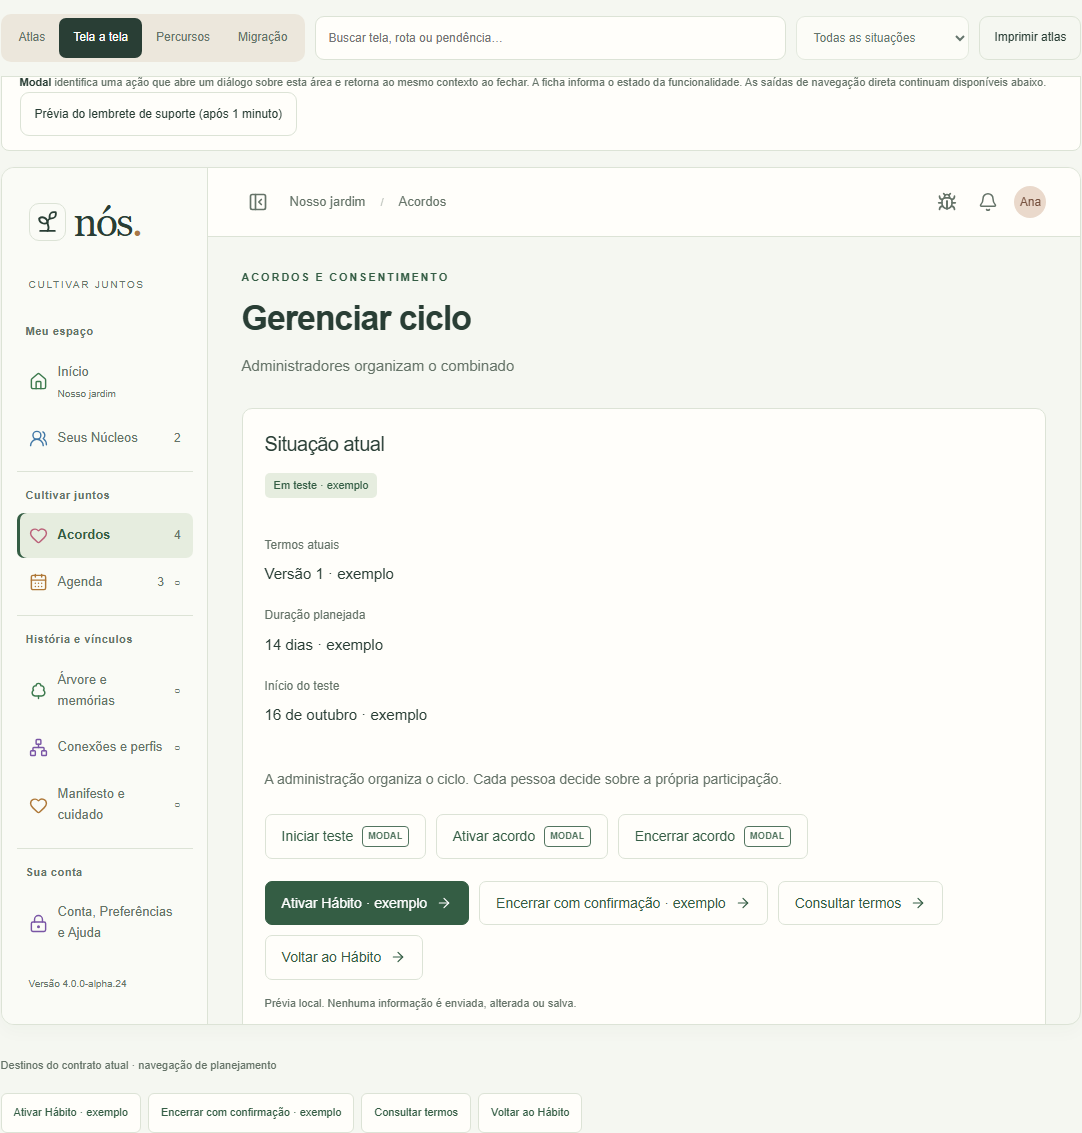 Atlas
Tela a tela
Percursos
Migração
Buscar tela, rota ou pendência...
Todas as situações
Imprimir atlas
Modal identifica uma ação que abre um diálogo sobre esta área e retorna ao mesmo contexto ao fechar. A ficha informa o estado da funcionalidade. As saídas de navegação direta continuam disponíveis abaixo.
Prévia do lembrete de suporte (após 1 minuto)
nós.
CULTIVAR JUNTOS
Meu espaço
Início
Nosso jardim
Seus Núcleos 2
Cultivar juntos
Acordos 4
Agenda 3
História e vínculos
Árvore e
memórias
Conexões e perfis
Manifesto e
cuidado
Sua conta
Conta, Preferências
e Ajuda
Versão 4.0.0-alpha.24
Nosso jardim / Acordos
Ana
ACORDOS E CONSENTIMENTO
Gerenciar ciclo
Administradores organizam o combinado
Situação atual
Em teste · exemplo
Termos atuais
Versão 1 · exemplo
Duração planejada
14 dias · exemplo
Início do teste
16 de outubro · exemplo
A administração organiza o ciclo. Cada pessoa decide sobre a própria participação.
Iniciar teste MODAL
Ativar acordo MODAL
Encerrar acordo MODAL
Ativar Hábito · exemplo →
Encerrar com confirmação · exemplo →
Consultar termos →
Voltar ao Hábito →
Prévia local. Nenhuma informação é enviada, alterada ou salva.
Destinos do contrato atual · navegação de planejamento
Ativar Hábito · exemplo
Encerrar com confirmação · exemplo
Consultar termos
Voltar ao Hábito